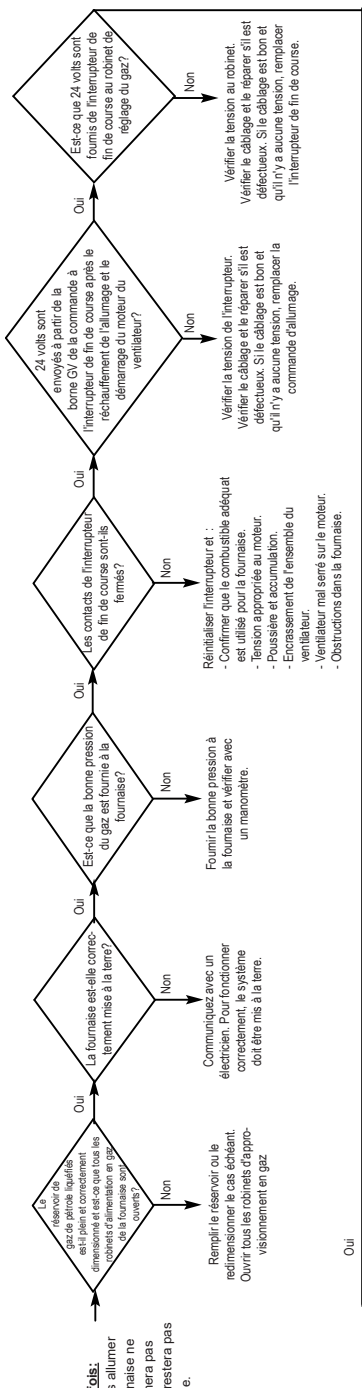 fois:
s allumer
naise ne
nera pas
restera pas
e.
Le
réservoir de
gaz de pétrole liquéfiés
est-il plein et correctement
dimensionné et est-ce que tous les
robinets d'alimentation en gaz
de la fournaise sont
ouverts?
Oui
Non
Remplir le réservoir ou le
redimensionner le cas échéant.
Ouvrir tous les robinets d'appro-
visionnement en gaz
La fournaise est-elle correc-
tement mise à la terre?
Oui
Non
Communiquez avec un
électricien. Pour fonctionner
correctement, le système
doit être mis à la terre.
Est-ce que la bonne pression
du gaz est fournie à la
fournaise?
Oui
Non
Fournir la bonne pression à
la fournaise et vérifier avec
un manomètre.
Les contacts de l'interrupteur
de fin de course sont-ils
fermés?
Oui
Non
Réinitialiser l'interrupteur et :
- Confirmer que le combustible adéquat
est utilisé pour la fournaise.
- Tension appropriée au moteur.
- Poussière et accumulation.
- Encrassement de l'ensemble du
ventilateur.
- Ventilateur mal serré sur le moteur.
- Obstructions dans la fournaise.
24 volts sont
envoyés à partir de la
borne GV de la commande à
l'interrupteur de fin de course après le
réchauffement de l'allumage et le
démarrage du moteur du
ventilateur?
Oui
Non
Vérifier la tension de l'interrupteur.
Vérifier le câblage et le réparer s'il est
défectueux. Si le câblage est bon et
qu'il n'y a aucune tension, remplacer la
commande d'allumage.
Est-ce que 24 volts sont
fournis de l'interrupteur de
fin de course au robinet de
réglage du gaz?
Non
Vérifier la tension au robinet.
Vérifier le câblage et le réparer s'il est
défectueux. Si le câblage est bon et
qu'il n'y a aucune tension, remplacer
l'interrupteur de fin de course.
Oui